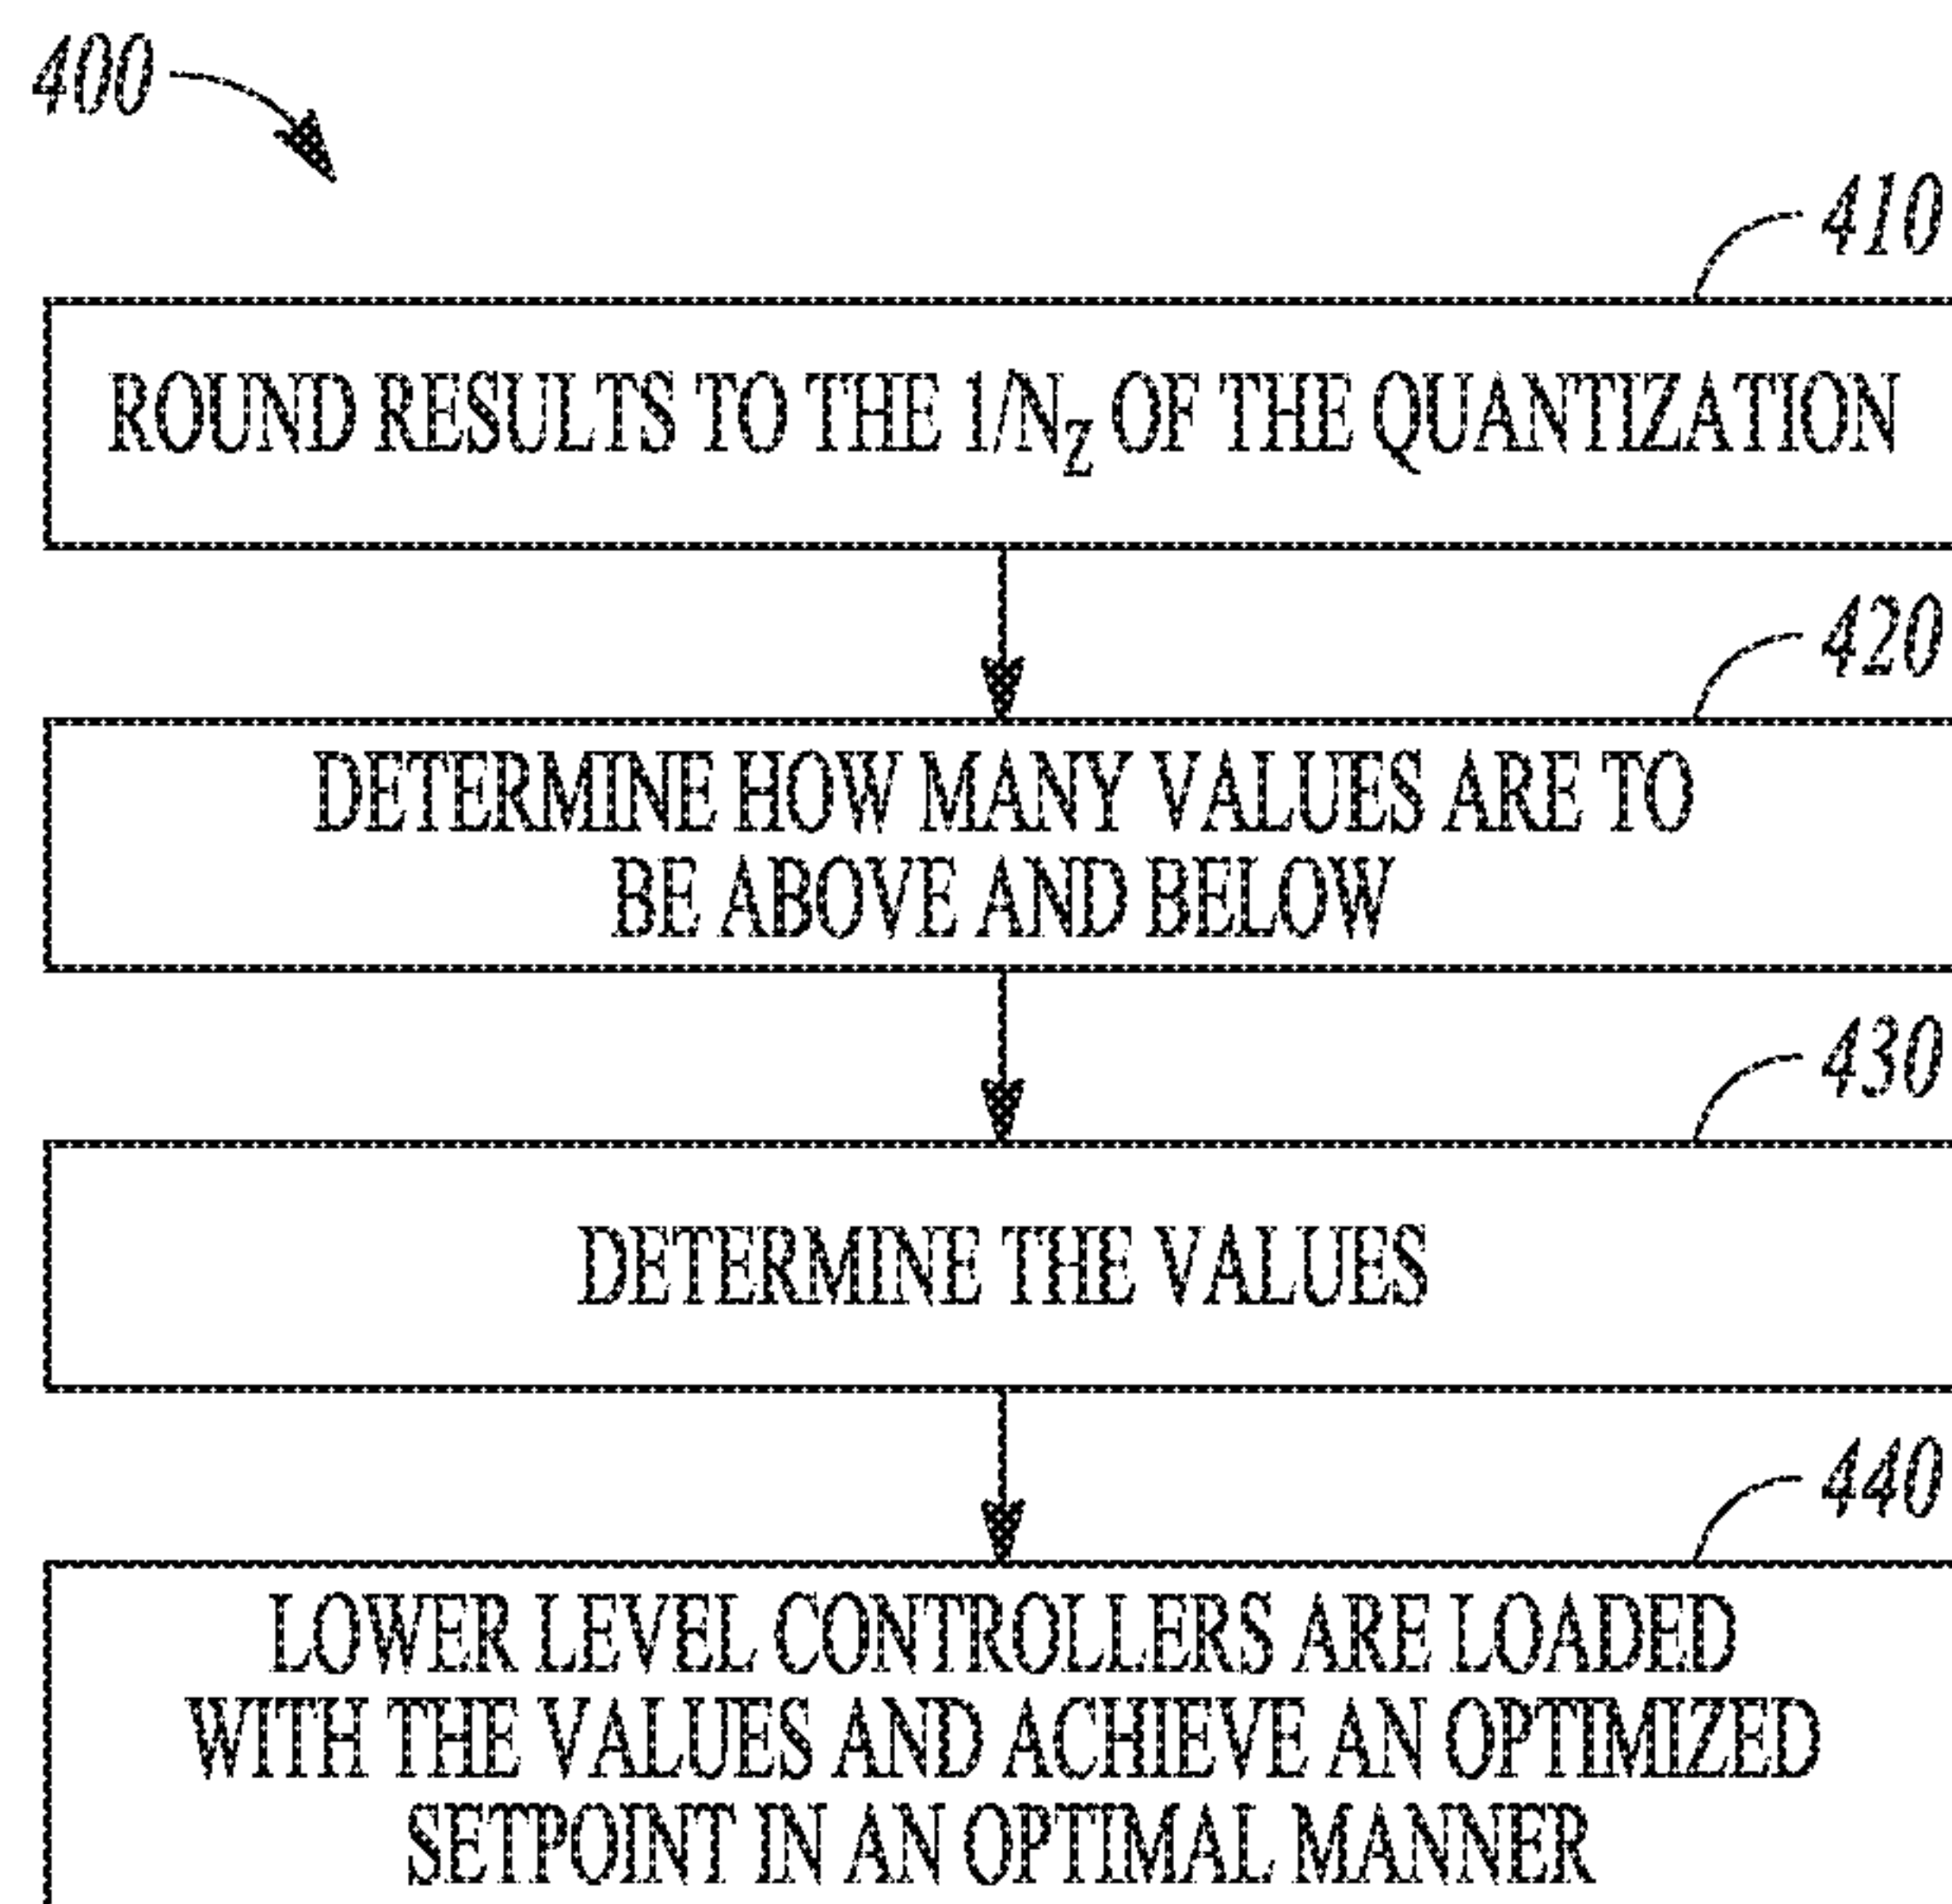 400
410
ROUND RESULTS TO THE 1/N_Z OF THE QUANTIZATION
420
DETERMINE HOW MANY VALUES ARE TO
BE ABOVE AND BELOW
430
DETERMINE THE VALUES
440
LOWER LEVEL CONTROLLERS ARE LOADED
WITH THE VALUES AND ACHIEVE AN OPTIMIZED
SETPOINT IN AN OPTIMAL MANNER